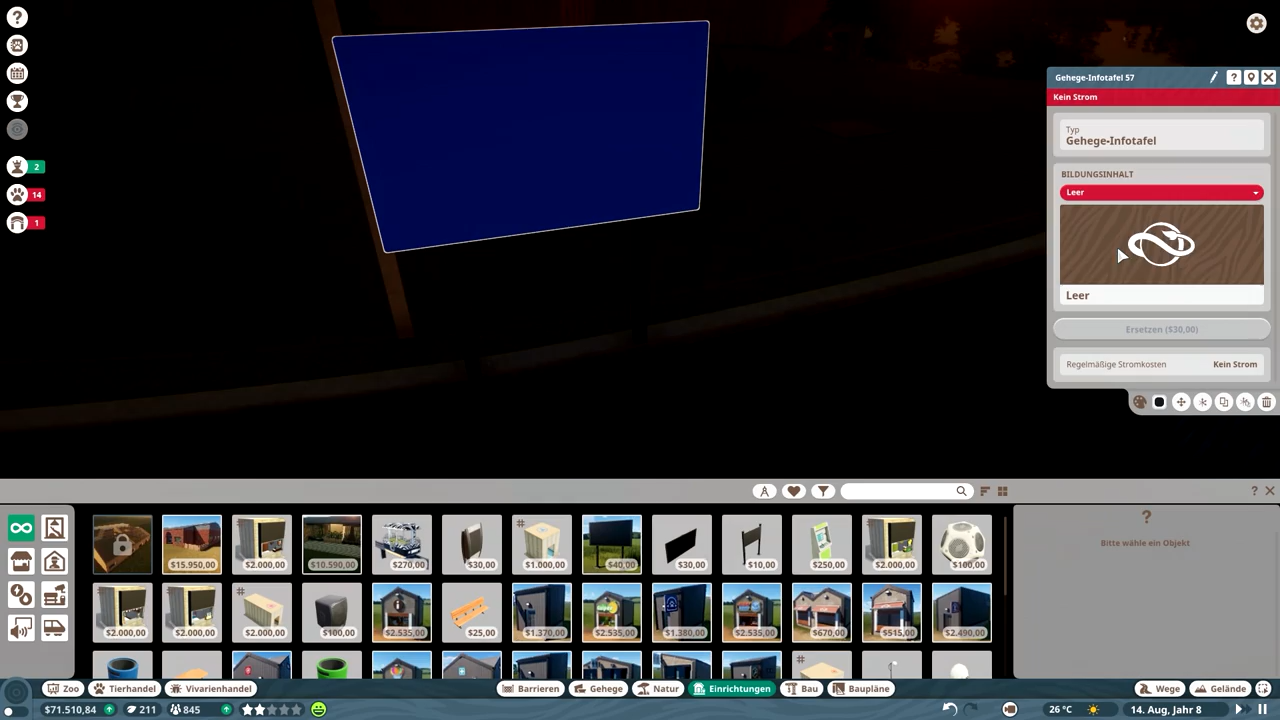 ?
2
14
1
Gehege-Infotafel 57
?
Kein Strom
Typ
Gehege-Infotafel
BILDUNGSINHALT
Leer
Leer
Ersetzen ($30,00)
Regelmäßige Stromkosten Kein Strom
?
?
Bitte wähle ein Objekt
$15.950,00 $2.000,00 $10.590,00 $270,00 $30,00 $1.000,00 $40,00 $30,00 $10,00 $250,00 $2.000,00 $100,00
$2.000,00 $2.000,00 $2.000,00 $100,00 $2.535,00 $25,00 $1.370,00 $2.535,00 $1.380,00 $2.535,00 $670,00 $515,00 $2.490,00
Zoo Tierhandel Vivarienhandel Barrieren Gehege Natur Einrichtungen Bau Baupläne Wege Gelände
$71.510,84 211 845 26 °C 14. Aug, Jahr 8